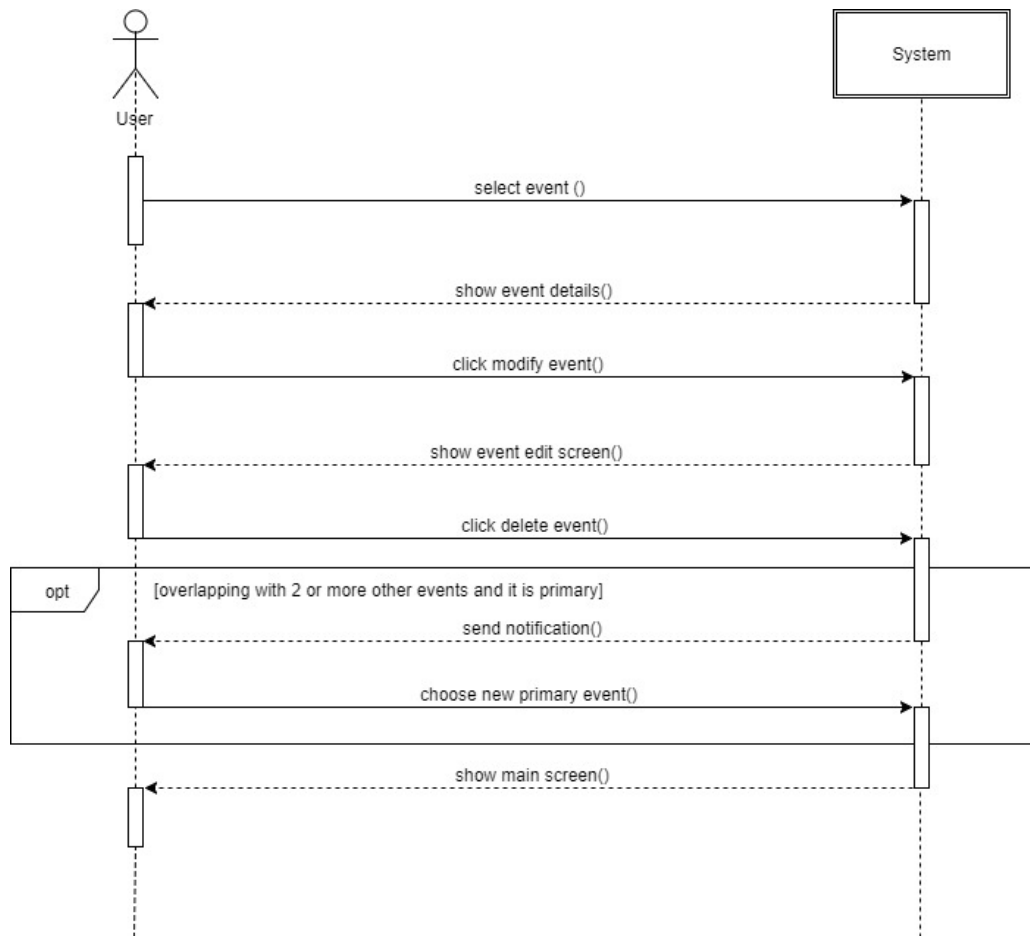 System
User
select event ()
show event details()
click modify event()
show event edit screen()
click delete event()
opt
[overlapping with 2 or more other events and it is primary]
send notification()
choose new primary event()
show main screen()